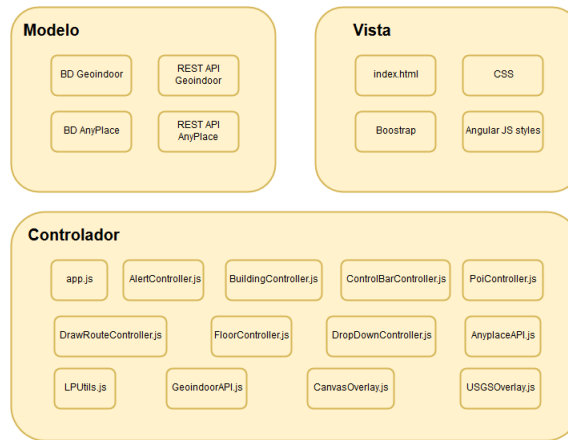 Modelo
BD Geoindoor
REST API
Geoindoor
BD AnyPlace
REST API
AnyPlace
Vista
index.html
CSS
Boostrap
Angular JS styles
Controlador
app.js
AlertController.js
BuildingController.js
ControlBarController.js
PoiController.js
DrawRouteController.js
FloorController.js
DropDownController.js
AnyplaceAPI.js
LPUtils.js
GeoindoorAPI.js
CanvasOverlay.js
USGSOverlay.js